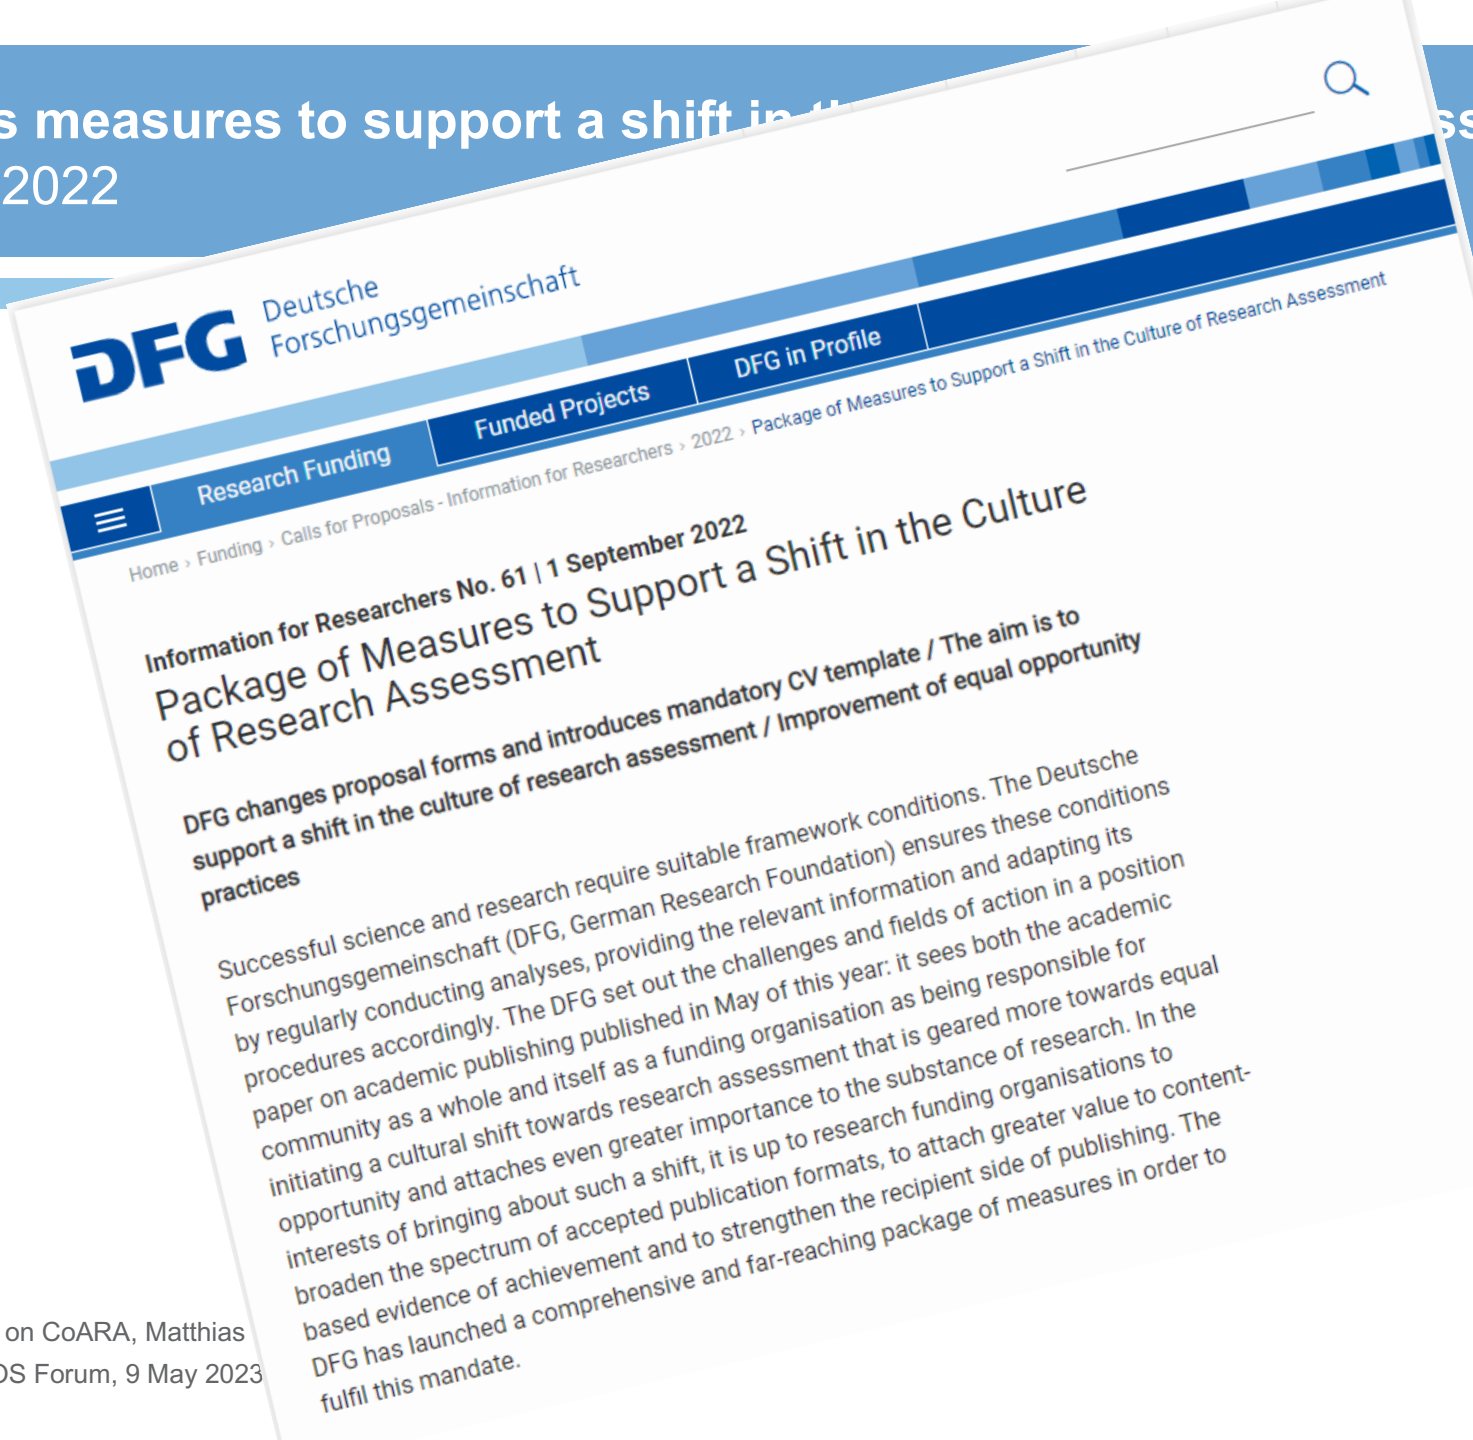 s measures to support a shift in
2022
DFG Deutsche
Forschungsgemeinschaft
Research Funding
Funded Projects
DFG in Profile
Home › Funding › Calls for Proposals - Information for Researchers › 2022 › Package of Measures to Support a Shift in the Culture of Research Assessment
Information for Researchers No. 61 | 1 September 2022
Package of Measures to Support a Shift in the Culture
of Research Assessment
DFG changes proposal forms and introduces mandatory CV template / The aim is to
support a shift in the culture of research assessment / Improvement of equal opportunity
practices
Successful science and research require suitable framework conditions. The Deutsche
Forschungsgemeinschaft (DFG, German Research Foundation) ensures these conditions
by regularly conducting analyses, providing the relevant information and adapting its
procedures accordingly. The DFG set out the challenges and fields of action in a position
paper on academic publishing published in May of this year: it sees both the academic
community as a whole and itself as a funding organisation as being responsible for
initiating a cultural shift towards research assessment that is geared more towards equal
opportunity and attaches even greater importance to the substance of research. In the
interests of bringing about such a shift, it is up to research funding organisations to
broaden the spectrum of accepted publication formats, to attach greater value to content-
based evidence of achievement and to strengthen the recipient side of publishing. The
DFG has launched a comprehensive and far-reaching package of measures in order to
fulfil this mandate.
on CoARA, Matthias
OS Forum, 9 May 2023